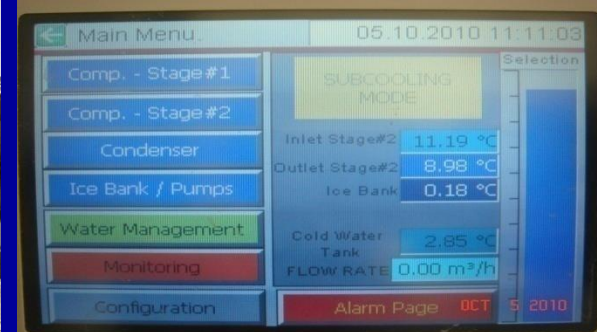 Main Menu
05.10.2010 11:11:03
Selection
Comp. - Stage#1
Comp. - Stage#2
Condenser
Ice Bank / Pumps
Water Management
Monitoring
Configuration
SUBCOOLING
MODE
Inlet Stage#2 11.19 °C
Outlet Stage#2 8.98 °C
Ice Bank 0.18 °C
Cold Water
Tank 2.85 °C
FLOW RATE 0.00 m³/h
Alarm Page
OCT 5 2010